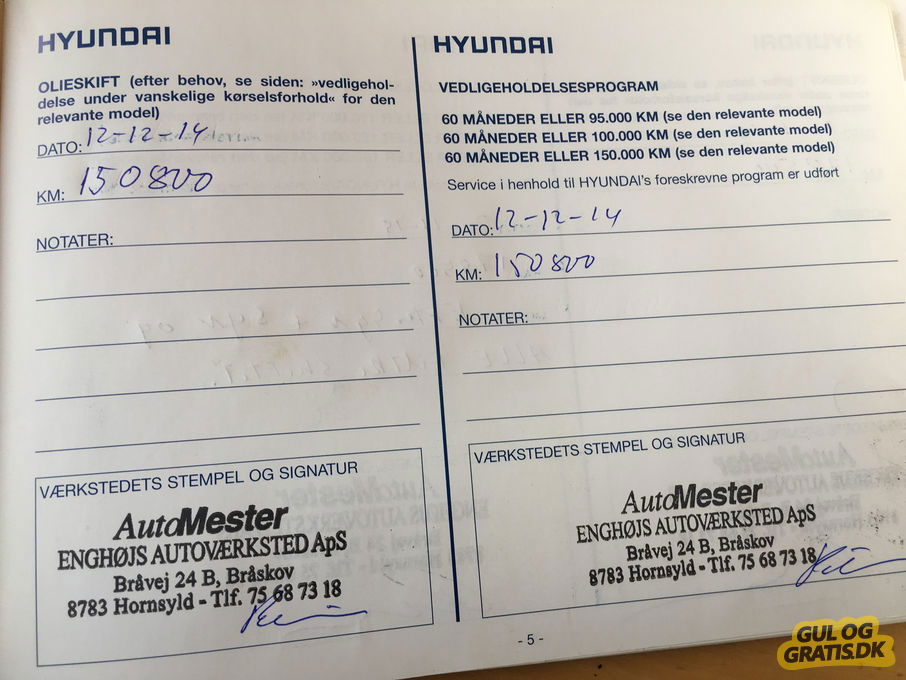 HYUNDAI
OLIESKIFT (efter behov, se siden: »vedligehol-
delse under vanskelige kørselsforhold« for den
relevante model)
DATO: 12-12-14
KM: 150800
NOTATER:
VÆRKSTEDETS STEMPEL OG SIGNATUR
AutoMester
ENGHØJS AUTOVÆRKSTED ApS
Bråvej 24 B, Bråskov
8783 Hornsyld - Tlf. 75 68 73 18
HYUNDAI
VEDLIGEHOLDELSESPROGRAM
60 MÅNEDER ELLER 95.000 KM (se den relevante model)
60 MÅNEDER ELLER 100.000 KM (se den relevante model)
60 MÅNEDER ELLER 150.000 KM (se den relevante model)
Service i henhold til HYUNDAI's foreskrevne program er udført
DATO: 12-12-14
KM: 150800
NOTATER:
VÆRKSTEDETS STEMPEL OG SIGNATUR
AutoMester
ENGHØJS AUTOVÆRKSTED ApS
Bråvej 24 B, Bråskov
8783 Hornsyld - Tlf. 75 68 73 18
- 5 -
GUL OG
GRATIS.DK